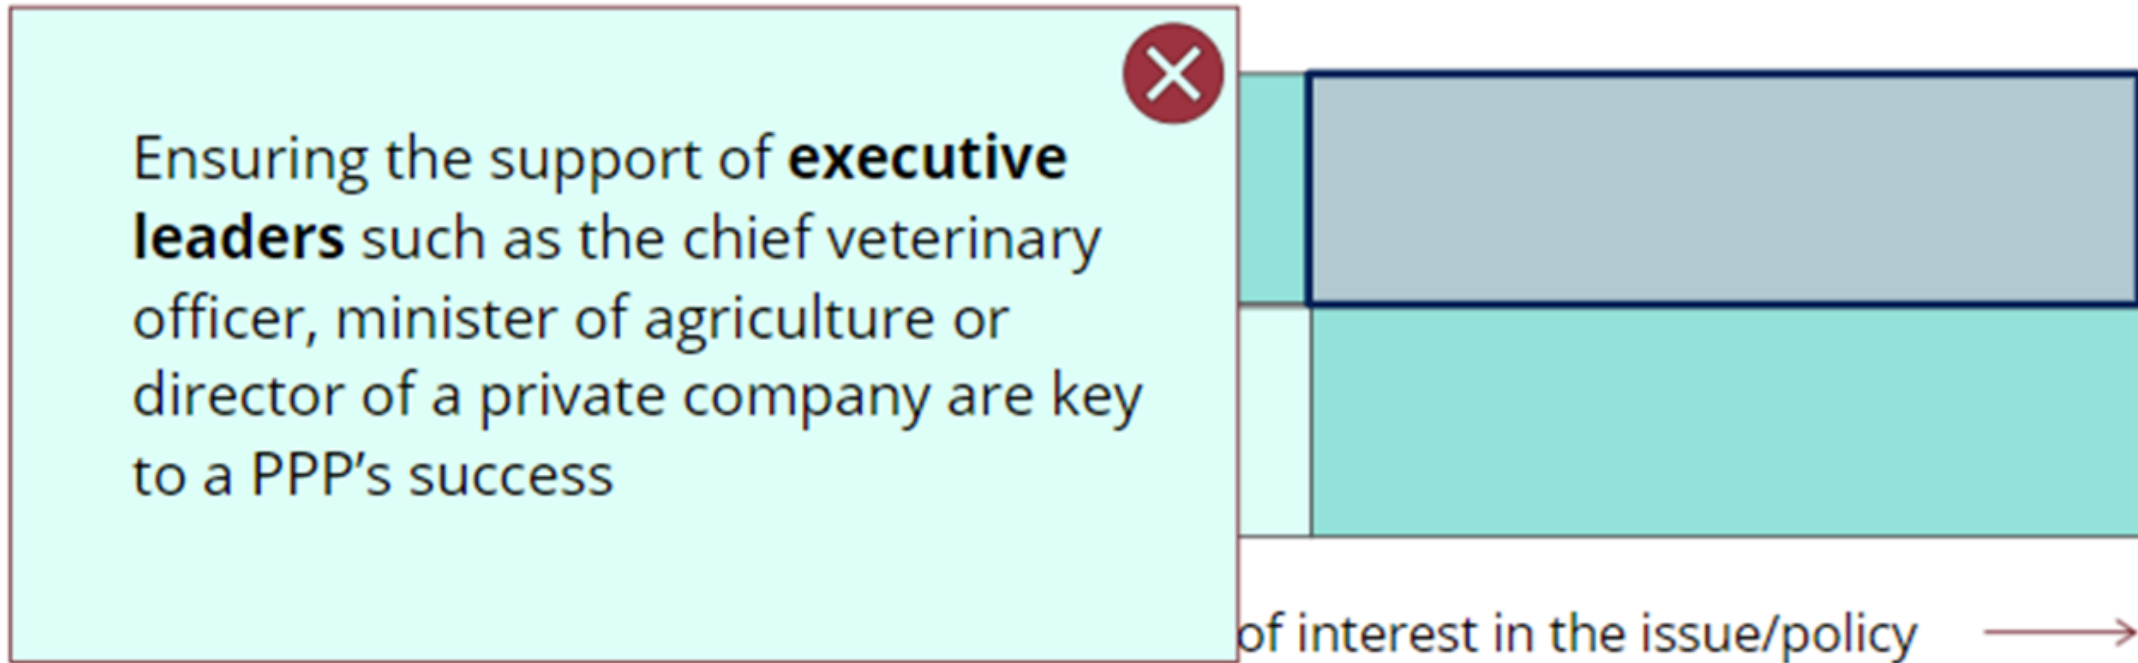 Ensuring the support of executive
leaders such as the chief veterinary
officer, minister of agriculture or
director of a private company are key
to a PPP’s success
of interest in the issue/policy